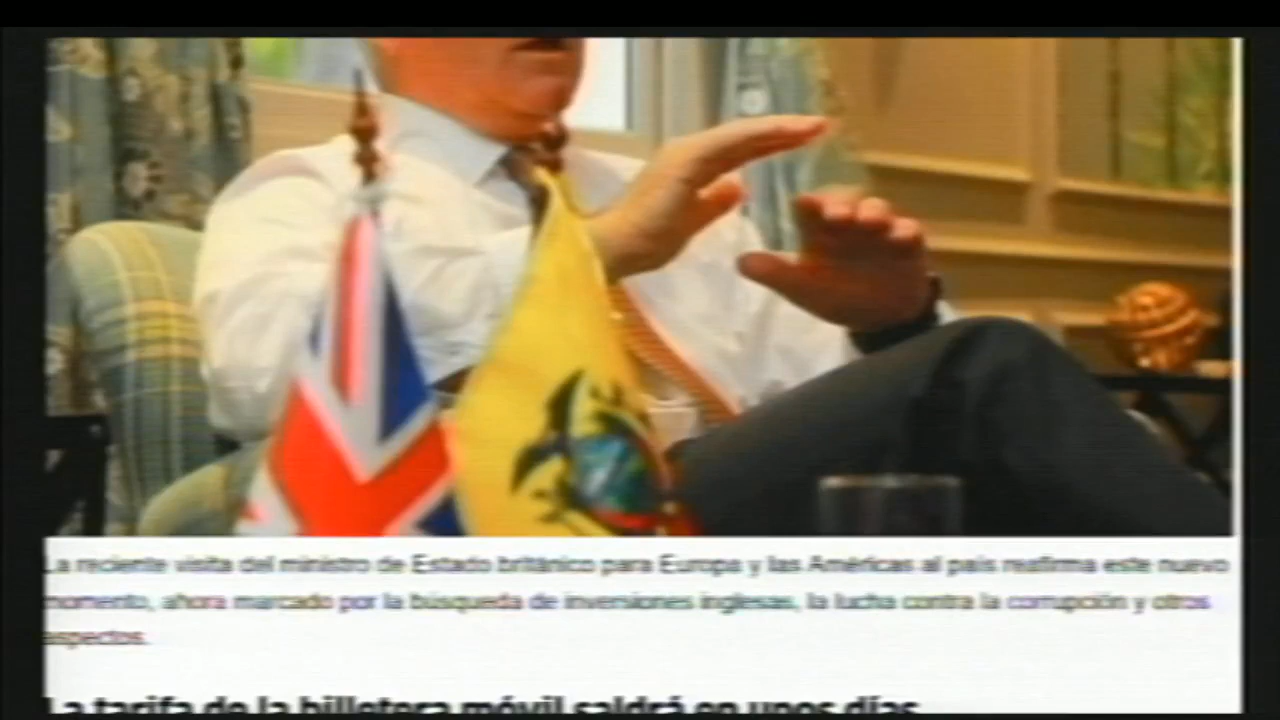 La reciente visita del ministro de Estado británico para Europa y las Américas al país reafirma este nuevo
momento, ahora marcado por la búsqueda de inversiones inglesas, la lucha contra la corrupción y otros
aspectos.
La tarifa de la billetera móvil saldrá en unos días